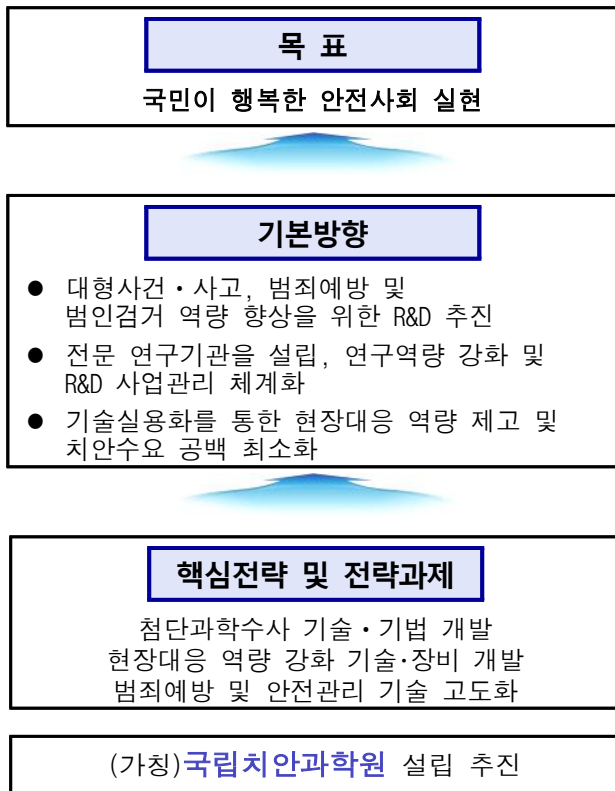 목 표
국민이 행복한 안전사회 실현
기본방향
● 대형사건・사고, 범죄예방 및
범인검거 역량 향상을 위한 R&D 추진
● 전문 연구기관을 설립, 연구역량 강화 및
R&D 사업관리 체계화
● 기술실용화를 통한 현장대응 역량 제고 및
치안수요 공백 최소화
핵심전략 및 전략과제
첨단과학수사 기술・기법 개발
현장대응 역량 강화 기술·장비 개발
범죄예방 및 안전관리 기술 고도화
(가칭)국립치안과학원 설립 추진